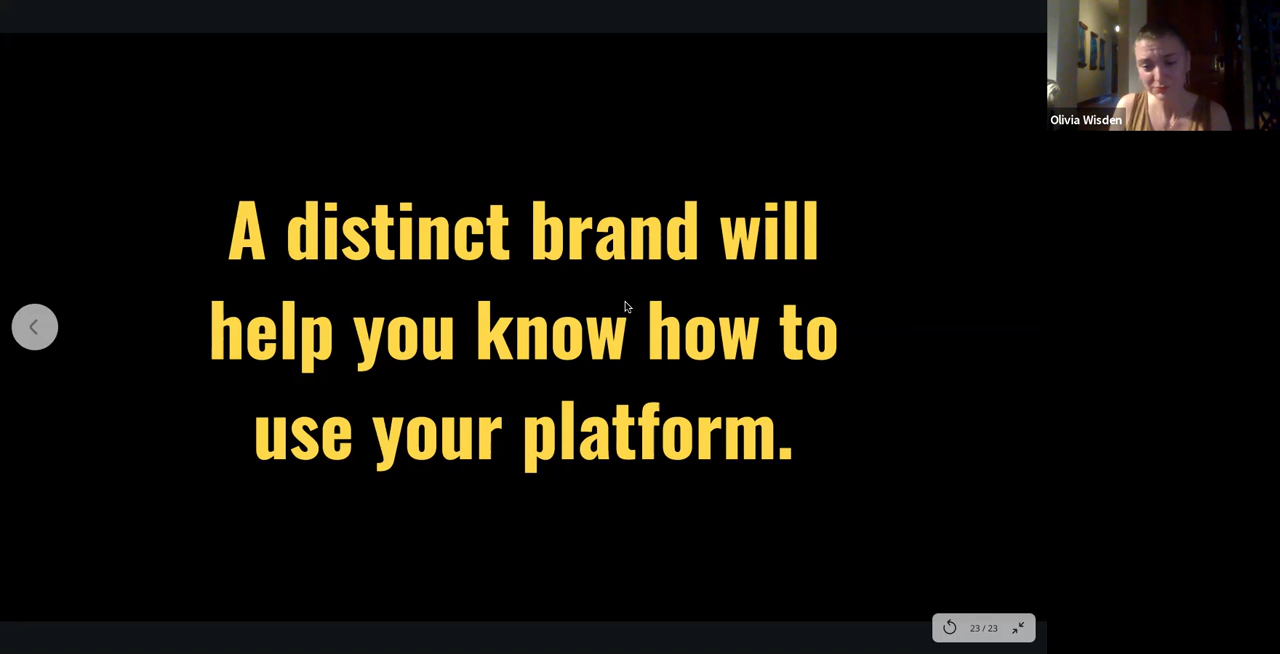 Olivia Wisden
A distinct brand will
help you know how to
use your platform.
23 / 23